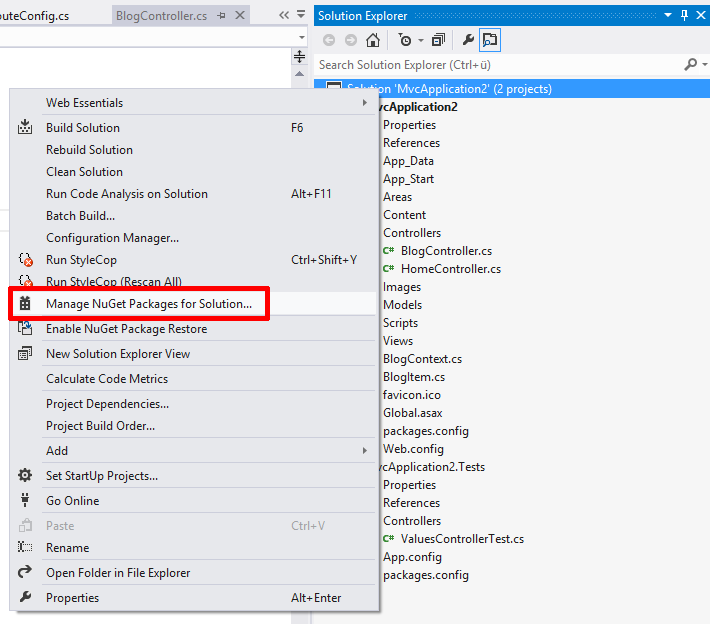 outeConfig.cs
BlogController.cs
Solution Explorer
Search Solution Explorer (Ctrl+ü)
Solution 'MvcApplication2' (2 projects)
vcApplication2
Properties
References
App_Data
App_Start
Areas
Content
Controllers
C# BlogController.cs
C# HomeController.cs
Images
Models
Scripts
Views
BlogContext.cs
BlogItem.cs
favicon.ico
Global.asax
packages.config
Web.config
vcApplication2.Tests
Properties
References
Controllers
C# ValuesControllerTest.cs
App.config
packages.config
Web Essentials
Build Solution F6
Rebuild Solution
Clean Solution
Run Code Analysis on Solution Alt+F11
Batch Build...
Configuration Manager...
Run StyleCop Ctrl+Shift+Y
Run StyleCop (Rescan All)
Manage NuGet Packages for Solution...
Enable NuGet Package Restore
New Solution Explorer View
Calculate Code Metrics
Project Dependencies...
Project Build Order...
Add
Set StartUp Projects...
Go Online
Paste Ctrl+V
Rename
Open Folder in File Explorer
Properties Alt+Enter